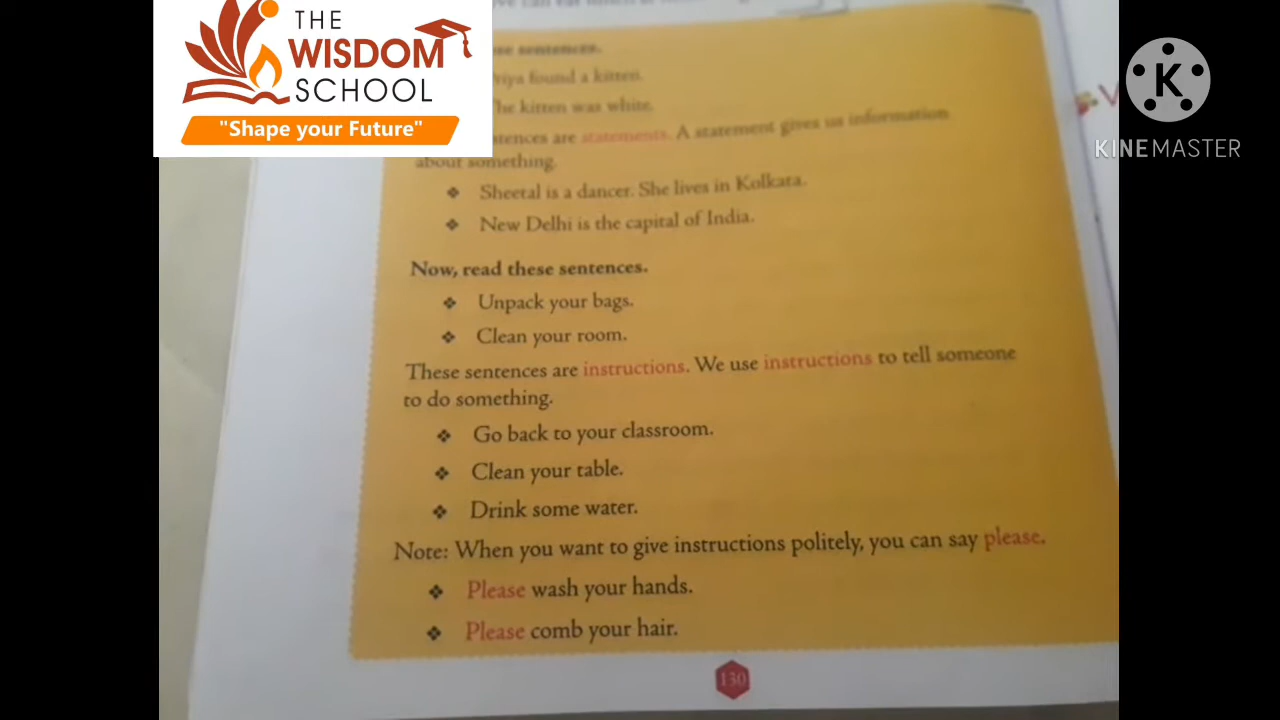 THE
WISDOM
SCHOOL
"Shape your Future"
KINEMASTER
sentences.
Priya found a kitten.
The kitten was white.
are statements. A statement gives us information
about something.
❖ Sheetal is a dancer. She lives in Kolkata.
❖ New Delhi is the capital of India.
Now, read these sentences.
❖ Unpack your bags.
❖ Clean your room.
These sentences are instructions. We use instructions to tell someone
to do something.
❖ Go back to your classroom.
❖ Clean your table.
❖ Drink some water.
Note: When you want to give instructions politely, you can say please.
❖ Please wash your hands.
❖ Please comb your hair.
130